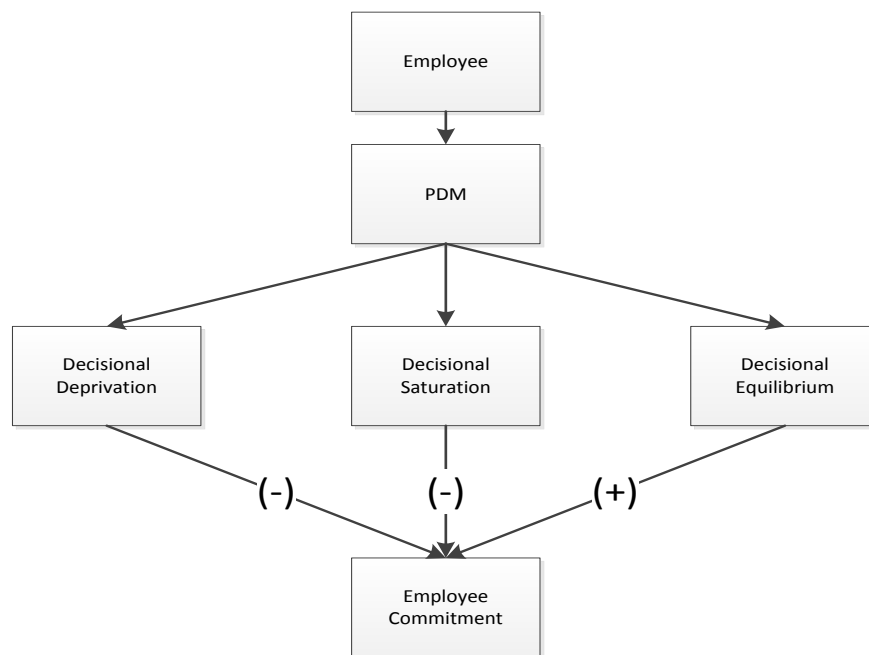 Employee
PDM
Decisional
Deprivation
Decisional
Saturation
Decisional
Equilibrium
(-)
(-)
(+)
Employee
Commitment